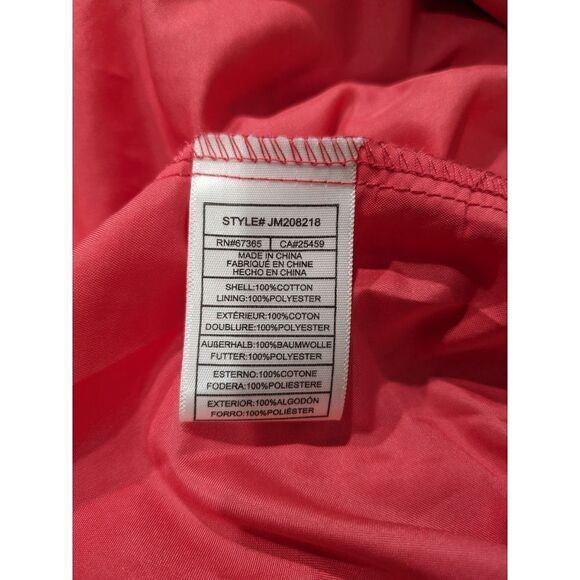 STYLE# JM208218
RN#67365 CA#25459
MADE IN CHINA
FABRIQUÉ EN CHINE
HECHO EN CHINA
SHELL:100%COTTON
LINING:100%POLYESTER
EXTÉRIEUR:100%COTON
DOUBLURE:100%POLYESTER
AUẞERHALB:100%BAUMWOLLE
FUTTER:100%POLYESTER
ESTERNO:100%COTONE
FODERA:100%POLIESTERE
EXTERIOR:100%ALGODÓN
FORRO:100%POLIÉSTER